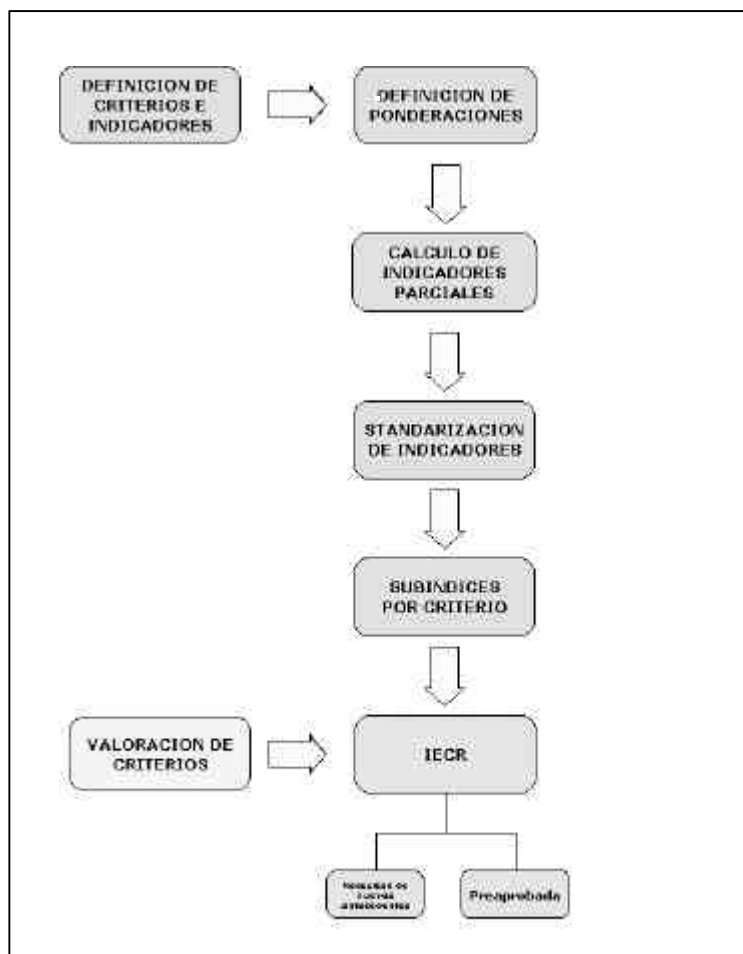 DEFINICION DE
CRITERIOS E
INDICADORES
DEFINICION DE
PONDERACIONES
CALCULO DE
INDICADORES
PARCIALES
STANDARIZACION
DE INDICADORES
SUBINDICES
POR CRITERIO
VALORACION DE
CRITERIOS
IECR
de
Preaprobada